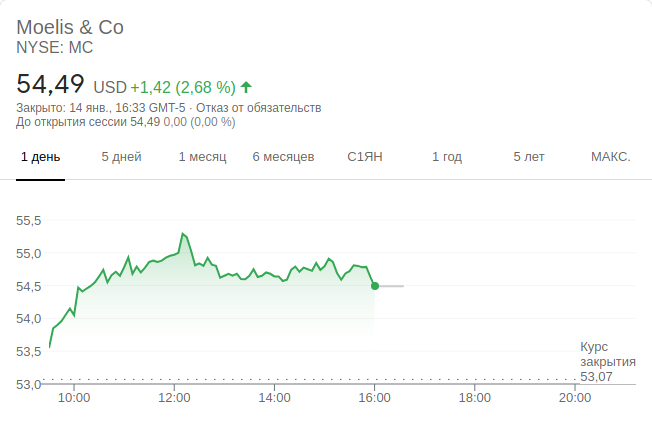 Moelis & Co
NYSE: MC
54,49 USD +1,42 (2,68 %)
Закрыто: 14 янв., 16:33 GMT-5 · Отказ от обязательств
До открытия сессии 54,49 0,00 (0,00 %)
1 день 5 дней 1 месяц 6 месяцев С1ЯН 1 год 5 лет МАКС.
55,5
55,0
54,5
54,0
53,5
53,0
Курс
закрытия
53,07
10:00 12:00 14:00 16:00 18:00 20:00